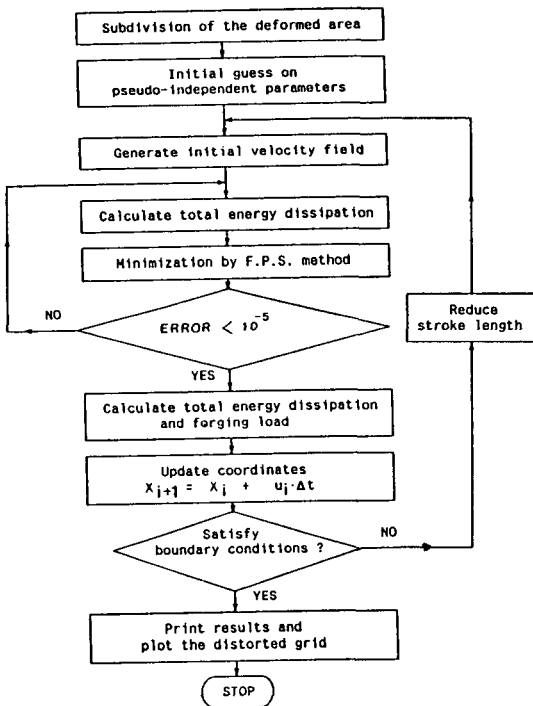 Subdivision of the deformed area
Initial guess on
pseudo-independent parameters
Generate initial velocity field
Calculate total energy dissipation
Minimization by F.P.S. method
NO
ERROR < 10^-5
Reduce
stroke length
YES
Calculate total energy dissipation
and forging load
Update coordinates
X_{i+1} = X_i + u_i·Δt
Satisfy
boundary conditions ?
NO
YES
Print results and
plot the distorted grid
STOP